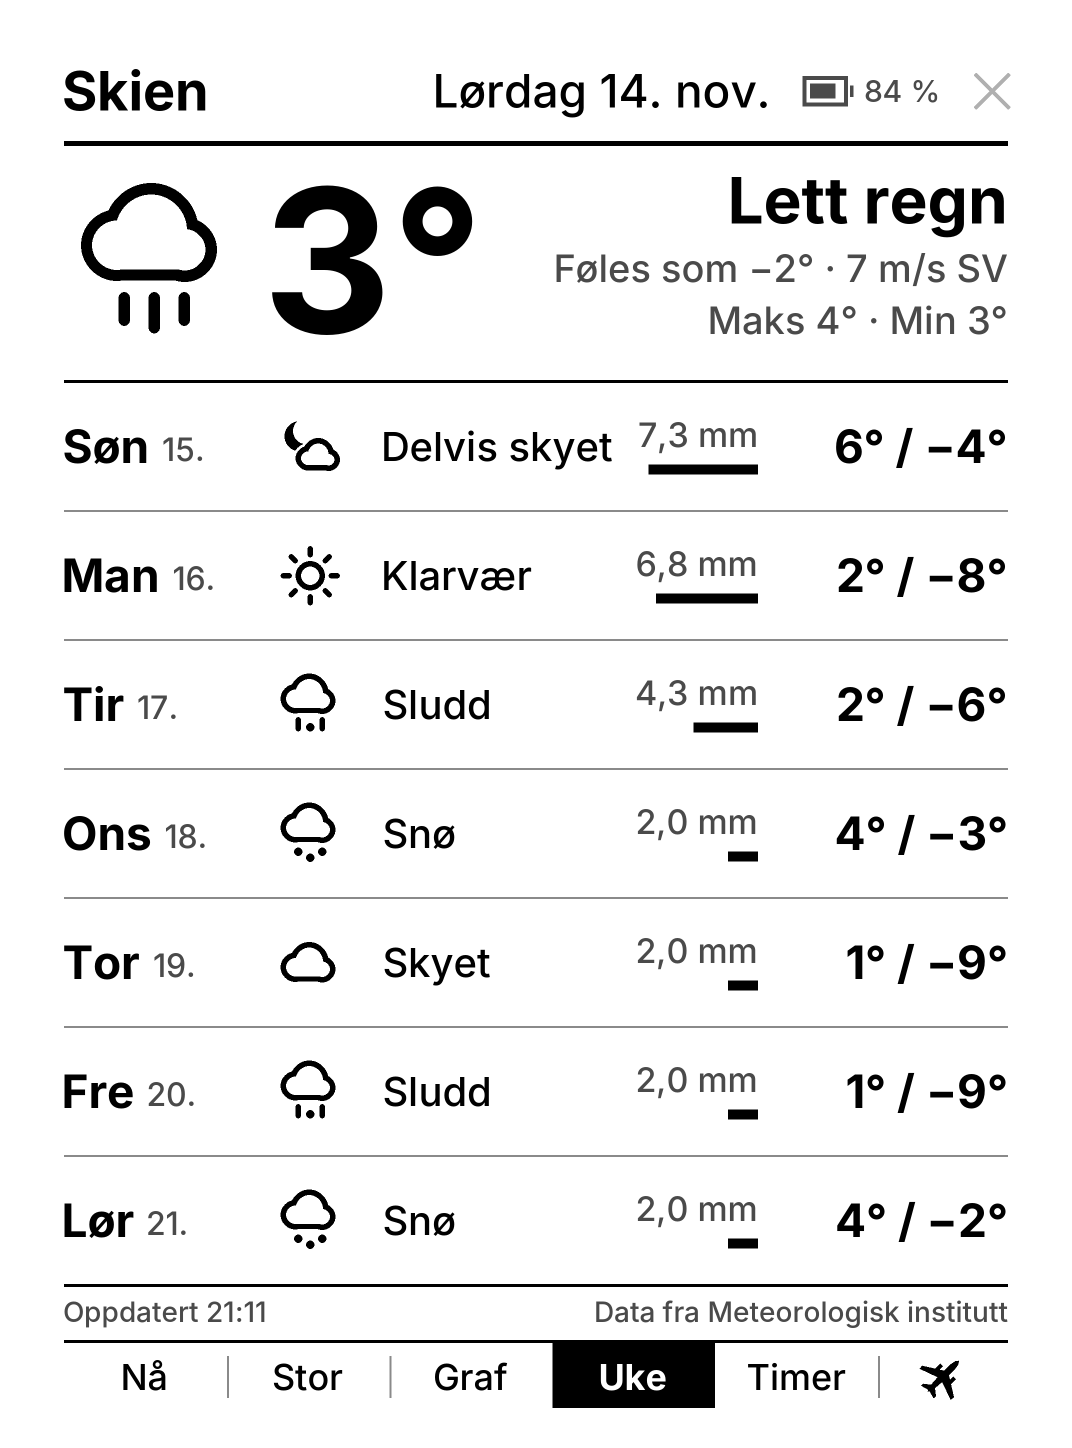 Skien Lørdag 14. nov. 84 %
3° Lett regn
Føles som −2° · 7 m/s SV
Maks 4° · Min 3°
Søn 15. Delvis skyet 7,3 mm 6° / −4°
Man 16. Klarvær 6,8 mm 2° / −8°
Tir 17. Sludd 4,3 mm 2° / −6°
Ons 18. Snø 2,0 mm 4° / −3°
Tor 19. Skyet 2,0 mm 1° / −9°
Fre 20. Sludd 2,0 mm 1° / −9°
Lør 21. Snø 2,0 mm 4° / −2°
Oppdatert 21:11 Data fra Meteorologisk institutt
Nå Stor Graf Uke Timer